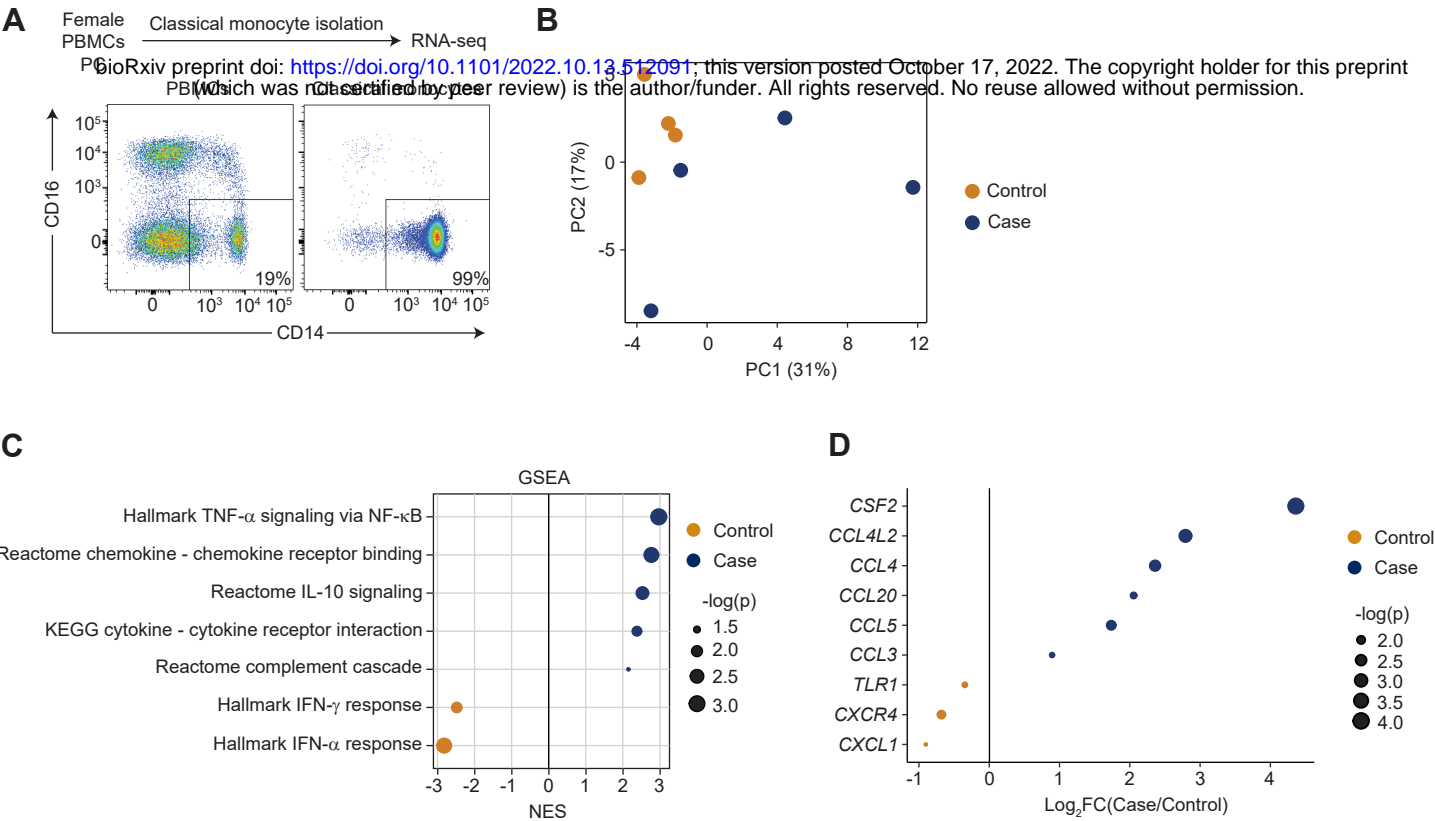 A
Female
PBMCs
Classical monocyte isolation
RNA-seq
bioRxiv preprint doi: https://doi.org/10.1101/2022.10.13.512091; this version posted October 17, 2022. The copyright holder for this preprint
(which was not certified by peer review) is the author/funder. All rights reserved. No reuse allowed without permission.
PBMCs
Classical monocytes
CD16
10⁵
10⁴
10³
0
19%
99%
0 10³ 10⁴ 10⁵
0 10³ 10⁴ 10⁵
CD14
B
5
0
-5
PC2 (17%)
-4 0 4 8 12
PC1 (31%)
Control
Case
C
GSEA
Hallmark TNF-α signaling via NF-κB
Reactome chemokine - chemokine receptor binding
Reactome IL-10 signaling
KEGG cytokine - cytokine receptor interaction
Reactome complement cascade
Hallmark IFN-γ response
Hallmark IFN-α response
-3 -2 -1 0 1 2 3
NES
Control
Case
-log(p)
1.5
2.0
2.5
3.0
D
CSF2
CCL4L2
CCL4
CCL20
CCL5
CCL3
TLR1
CXCR4
CXCL1
-1 0 1 2 3 4
Log₂FC(Case/Control)
Control
Case
-log(p)
2.0
2.5
3.0
3.5
4.0